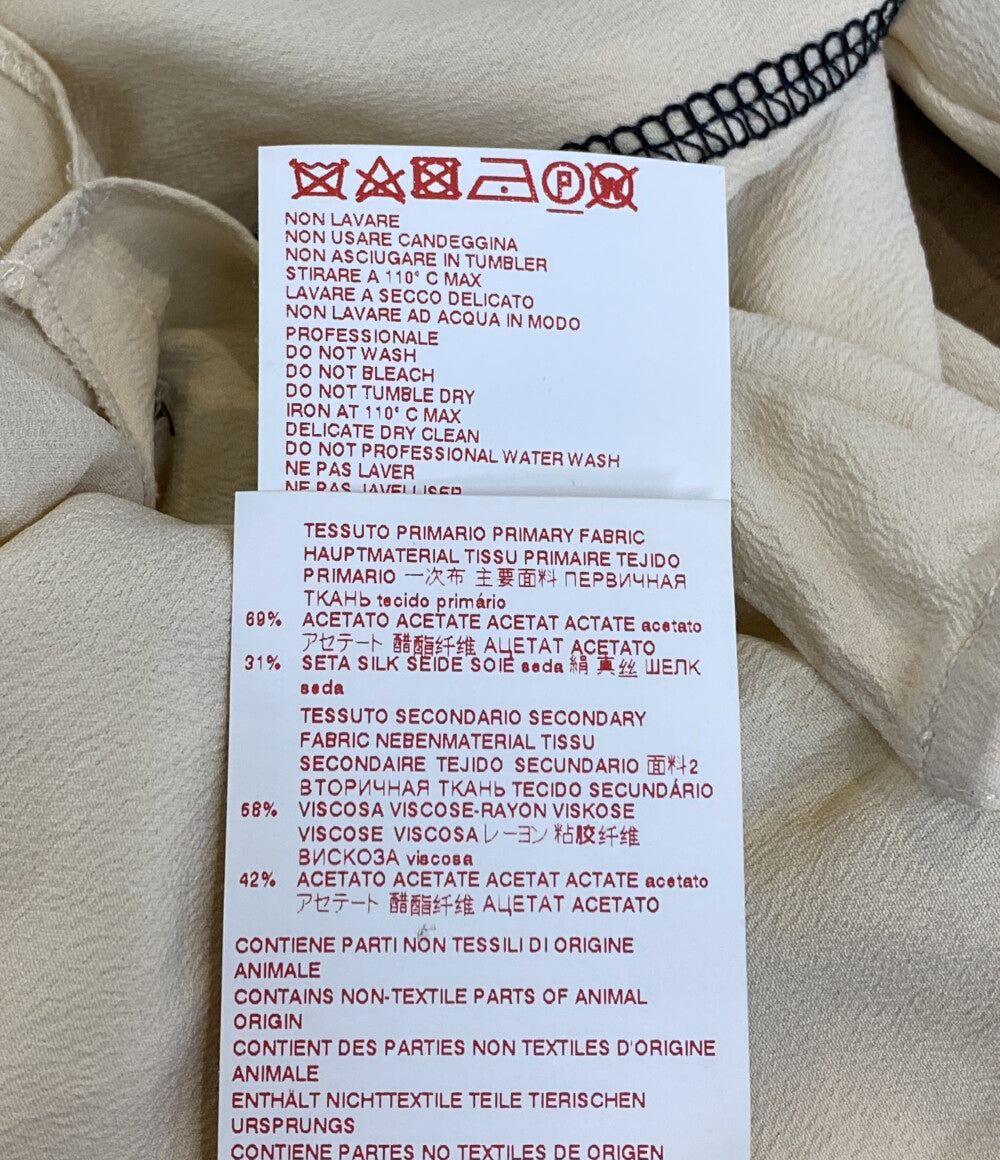 NON LAVARE
NON USARE CANDEGGINA
NON ASCIUGARE IN TUMBLER
STIRARE A 110° C MAX
LAVARE A SECCO DELICATO
NON LAVARE AD ACQUA IN MODO
PROFESSIONALE
DO NOT WASH
DO NOT BLEACH
DO NOT TUMBLE DRY
IRON AT 110° C MAX
DELICATE DRY CLEAN
DO NOT PROFESSIONAL WATER WASH
NE PAS LAVER
NE PAS JAVELLISER
TESSUTO PRIMARIO PRIMARY FABRIC
HAUPTMATERIAL TISSU PRIMAIRE TEJIDO
PRIMARIO 一次布 主要面料 ПЕРВИЧНАЯ
ТКАНЬ tecido primário
69% ACETATO ACETATE ACETAT ACTATE acetato
アセテート 醋酯纤维 АЦЕТАТ ACETATO
31% SETA SILK SEIDE SOIE seda 絹 真丝 ШЕЛК
seda
TESSUTO SECONDARIO SECONDARY
FABRIC NEBENMATERIAL TISSU
SECONDAIRE TEJIDO SECUNDARIO 面料2
ВТОРИЧНАЯ ТКАНЬ TECIDO SECUNDÁRIO
58% VISCOSA VISCOSE-RAYON VISKOSE
VISCOSE VISCOSA レーヨン 粘胶纤维
ВИСКОЗА viscosa
42% ACETATO ACETATE ACETAT ACTATE acetato
アセテート 醋酯纤维 АЦЕТАТ ACETATO
CONTIENE PARTI NON TESSILI DI ORIGINE
ANIMALE
CONTAINS NON-TEXTILE PARTS OF ANIMAL
ORIGIN
CONTIENT DES PARTIES NON TEXTILES D'ORIGINE
ANIMALE
ENTHÄLT NICHTTEXTILE TEILE TIERISCHEN
URSPRUNGS
CONTIENE PARTES NO TEXTILES DE ORIGEN